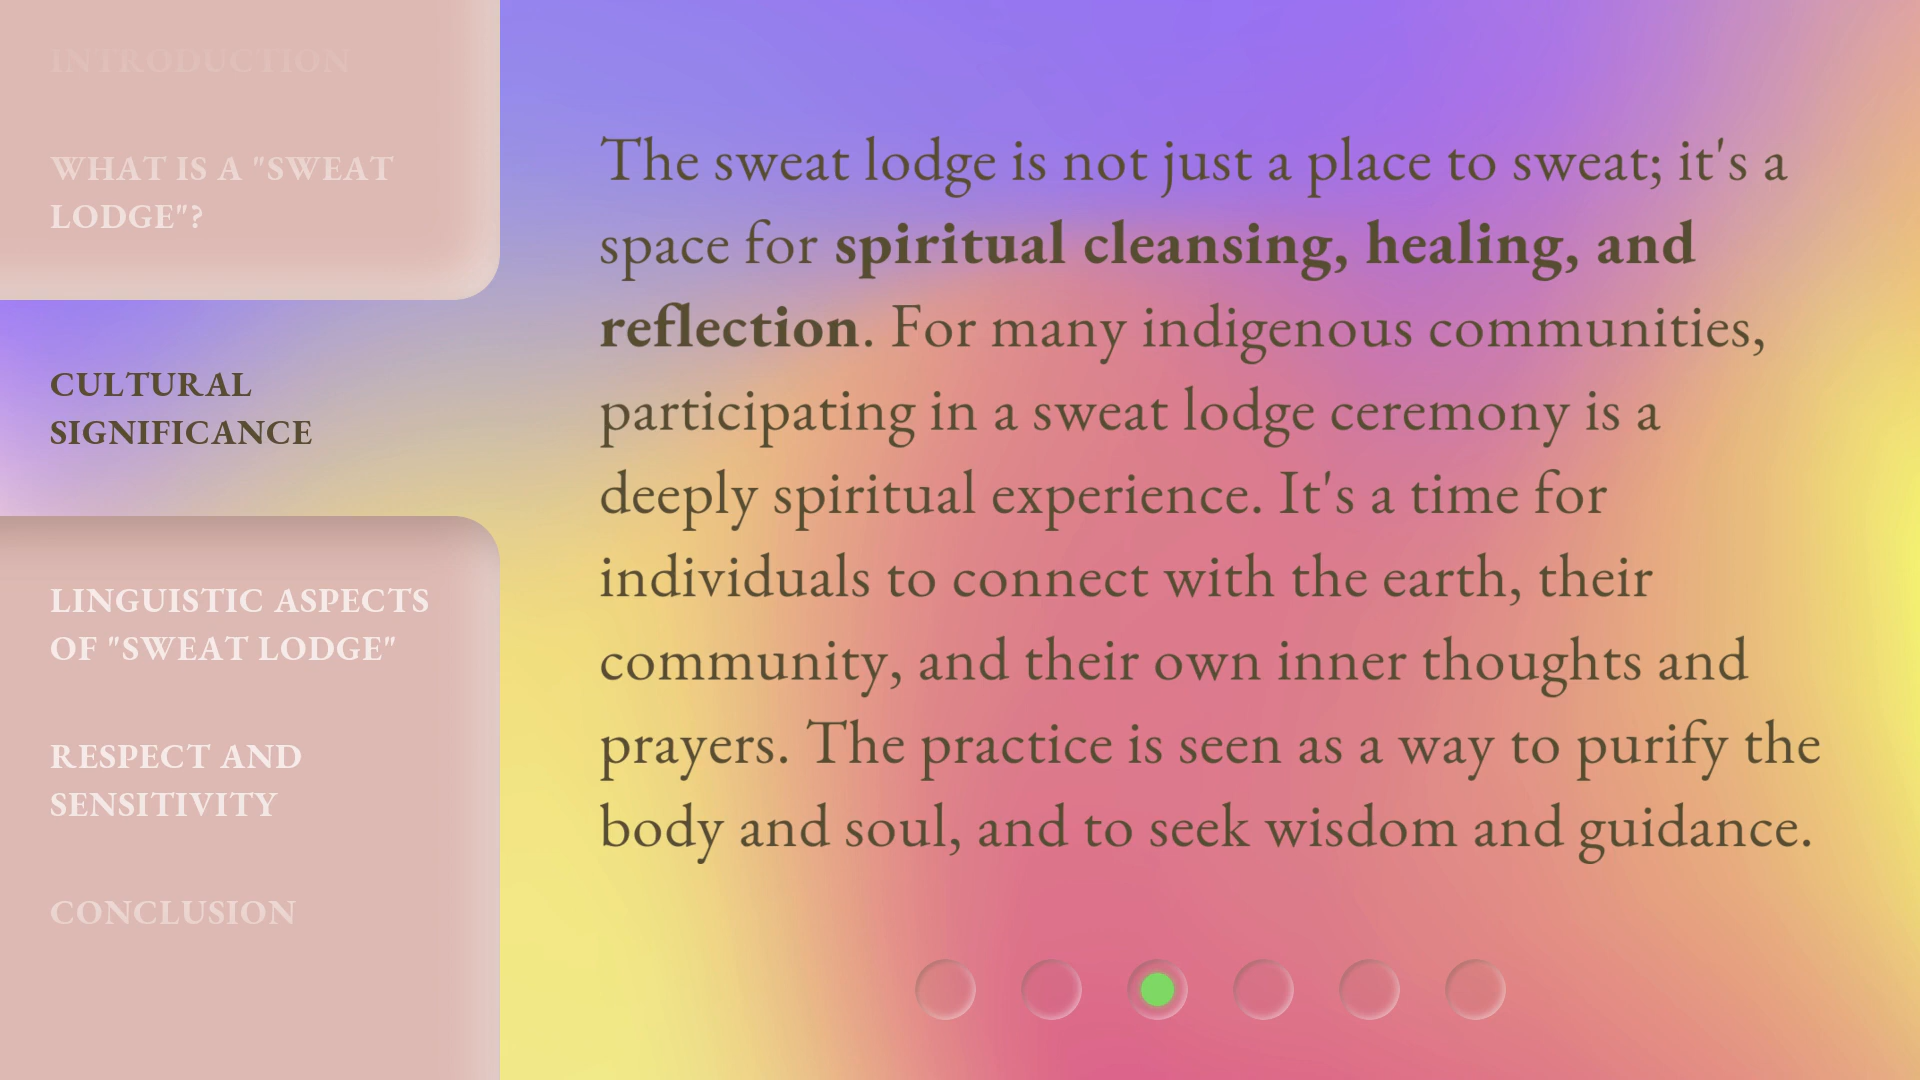 INTRODUCTION
WHAT IS A "SWEAT
LODGE"?
CULTURAL
SIGNIFICANCE
LINGUISTIC ASPECTS
OF "SWEAT LODGE"
RESPECT AND
SENSITIVITY
CONCLUSION
The sweat lodge is not just a place to sweat; it's a
space for spiritual cleansing, healing, and
reflection. For many indigenous communities,
participating in a sweat lodge ceremony is a
deeply spiritual experience. It's a time for
individuals to connect with the earth, their
community, and their own inner thoughts and
prayers. The practice is seen as a way to purify the
body and soul, and to seek wisdom and guidance.